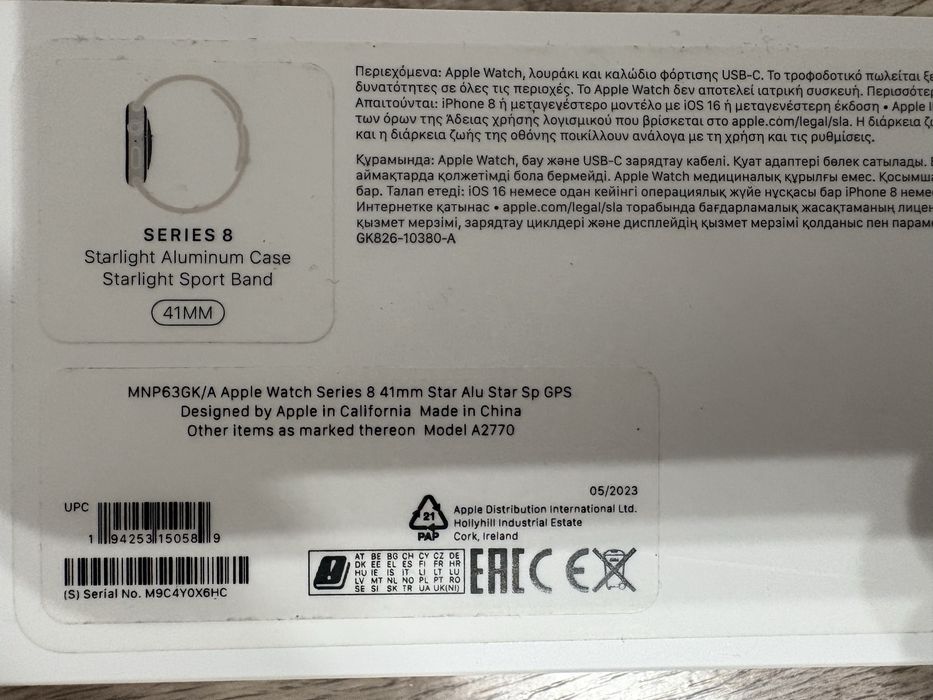 Περιεχόμενα: Apple Watch, λουράκι και καλώδιο φόρτισης USB-C. Το τροφοδοτικό πωλείται
δυνατότητες σε όλες τις περιοχές. Το Apple Watch δεν αποτελεί ιατρική συσκευή.
Απαιτούνται: iPhone 8 ή μεταγενέστερο μοντέλο με iOS 16 ή μεταγενέστερη έκδοση • Apple
των όρων της Άδειας χρήσης λογισμικού που βρίσκεται στο apple.com/legal/sla. Η διάρκεια
και η διάρκεια ζωής της οθόνης ποικίλλουν ανάλογα με τη χρήση και τις ρυθμίσεις.
Құрамында: Apple Watch, бау және USB-C зарядтау кабелі. Қуат адаптері бөлек сатылады.
аймақтарда қолжетімді бола бермейді. Apple Watch медициналық құрылғы емес.
бар. Талап етеді: iOS 16 немесе одан кейінгі операциялық жүйе нұсқасы бар iPhone 8
Интернетке қатынас • apple.com/legal/sla торабында бағдарламалық жасақтаманың
қызмет мерзімі, зарядтау циклдері және дисплейдің қызмет мерзімі қолданыс пен
GK826-10380-A
SERIES 8
Starlight Aluminum Case
Starlight Sport Band
41MM
MNP63GK/A Apple Watch Series 8 41mm Star Alu Star Sp GPS
Designed by Apple in California Made in China
Other items as marked thereon Model A2770
05/2023
UPC
1 94253 15058 9
(S) Serial No. M9C4Y0X6HC
21
PAP
Apple Distribution International Ltd.
Hollyhill Industrial Estate
Cork, Ireland
AT BE BG CH CY CZ DE
DK EE EL ES FI FR HR
HU IE IS IT LI LT LU
LV MT NL NO PL PT RO
SE SI SK TR UA UK(NI)
EAC CE